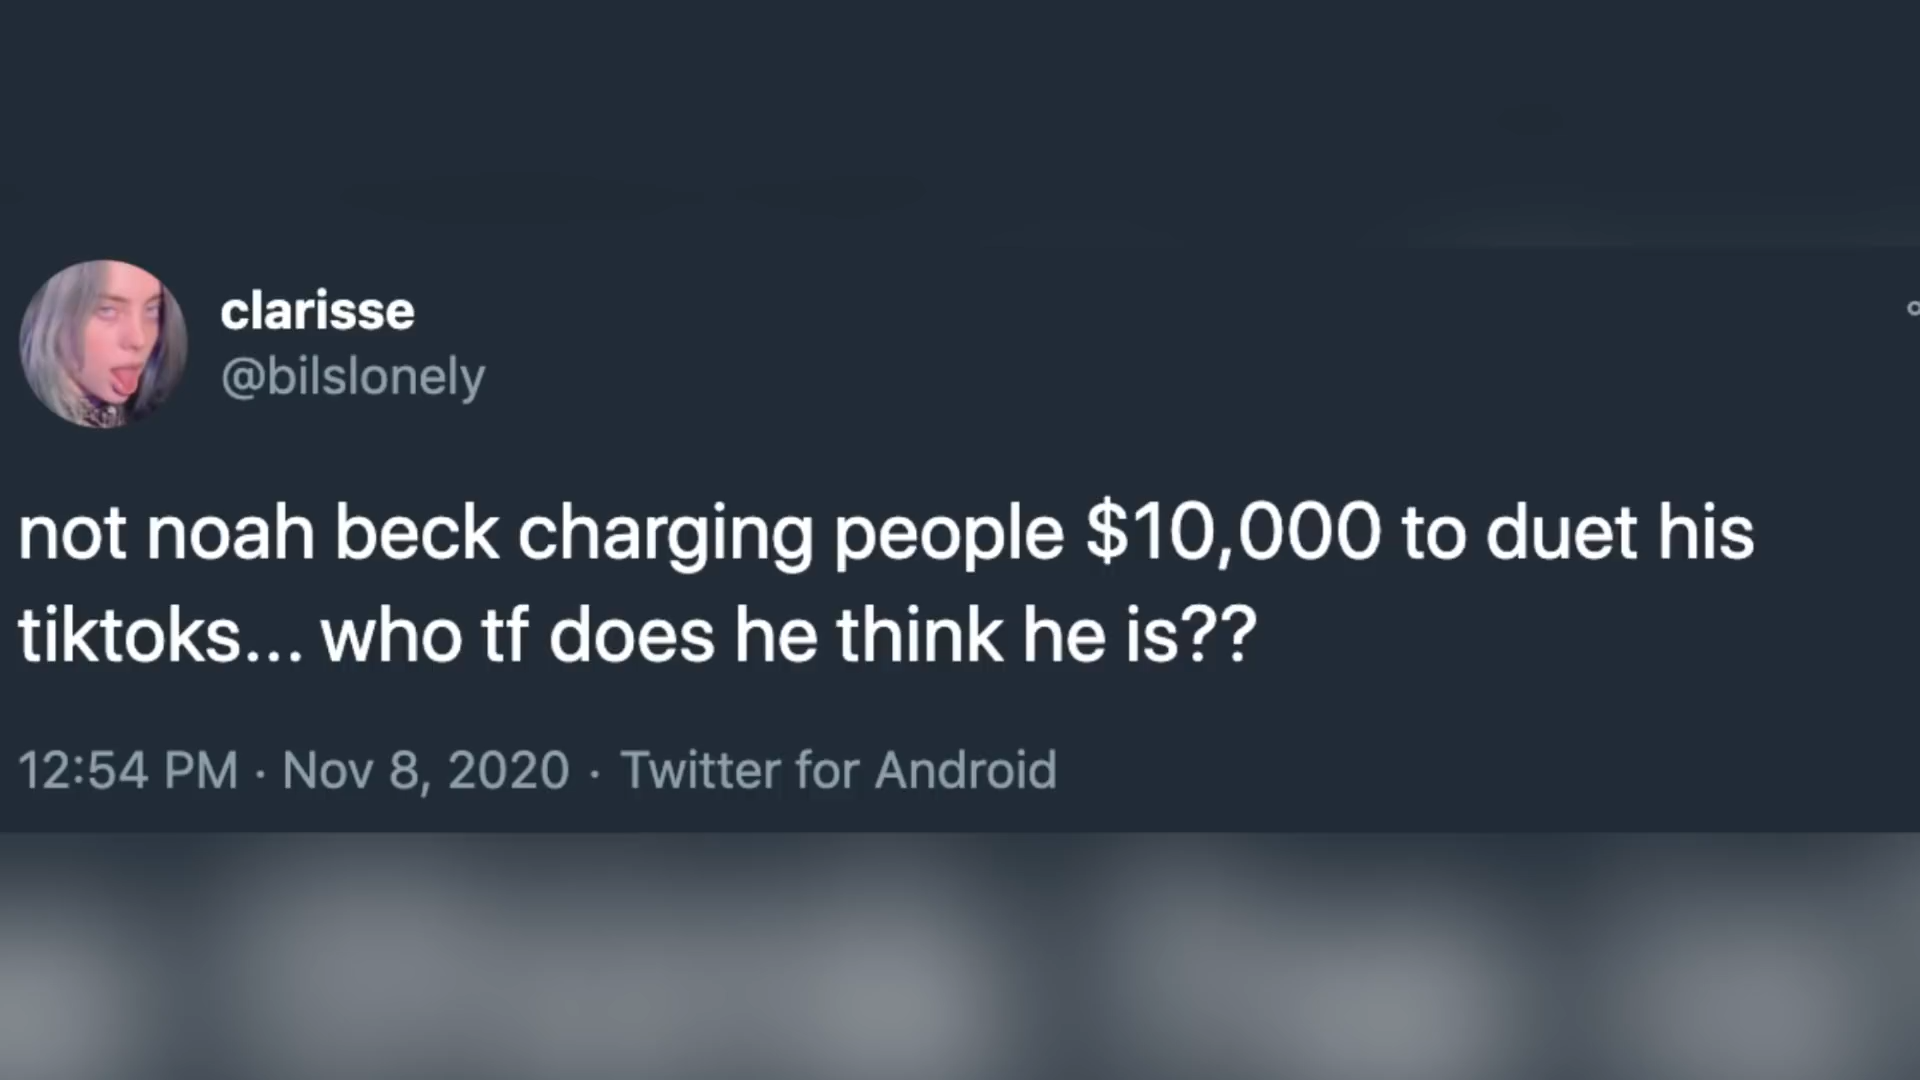 clarisse
@bilslonely
not noah beck charging people $10,000 to duet his
tiktoks... who tf does he think he is??
12:54 PM · Nov 8, 2020 · Twitter for Android